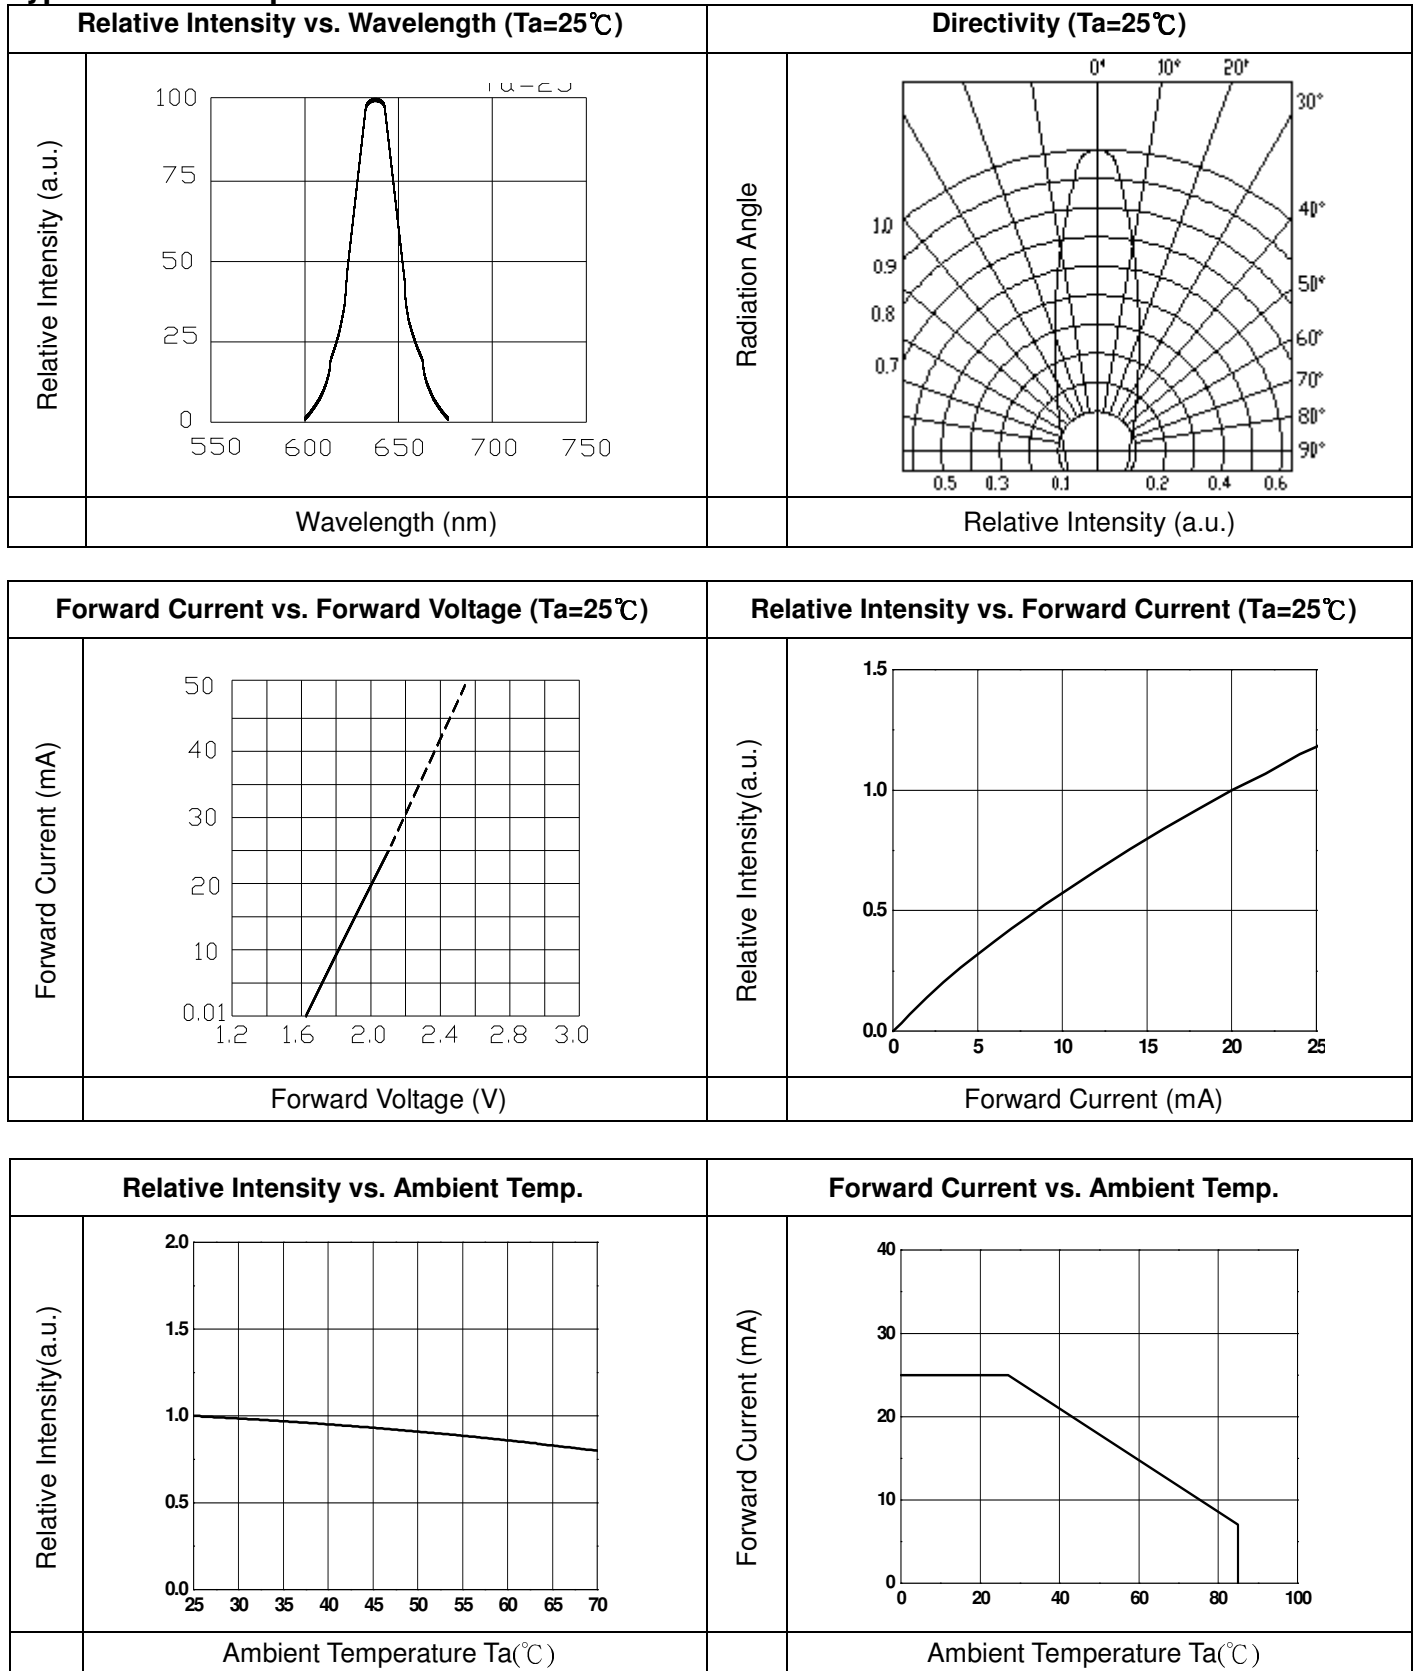 Relative Intensity vs. Wavelength (Ta=25℃)
Relative Intensity (a.u.)
100
75
50
25
0
550 600 650 700 750
Wavelength (nm)
Directivity (Ta=25℃)
Radiation Angle
0° 10° 20°
30°
40°
50°
60°
70°
80°
90°
1.0
0.9
0.8
0.7
0.5 0.3 0.1 0.2 0.4 0.6
Relative Intensity (a.u.)
Forward Current vs. Forward Voltage (Ta=25℃)
Forward Current (mA)
50
40
30
20
10
0.01
1.2 1.6 2.0 2.4 2.8 3.0
Forward Voltage (V)
Relative Intensity vs. Forward Current (Ta=25℃)
Relative Intensity(a.u.)
1.5
1.0
0.5
0.0
0 5 10 15 20 25
Forward Current (mA)
Relative Intensity vs. Ambient Temp.
Relative Intensity(a.u.)
2.0
1.5
1.0
0.5
0.0
25 30 35 40 45 50 55 60 65 70
Ambient Temperature Ta(℃)
Forward Current vs. Ambient Temp.
Forward Current (mA)
40
30
20
10
0
0 20 40 60 80 100
Ambient Temperature Ta(℃)